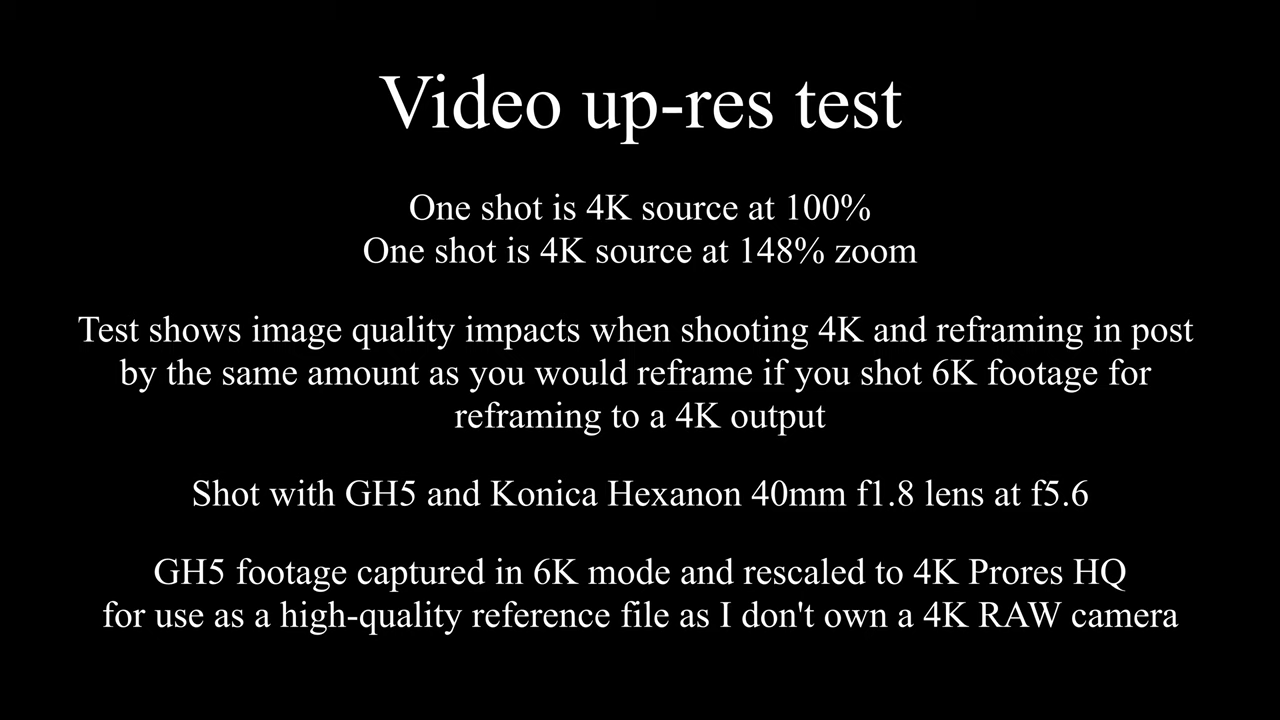 Video up-res test
One shot is 4K source at 100%
One shot is 4K source at 148% zoom
Test shows image quality impacts when shooting 4K and reframing in post
by the same amount as you would reframe if you shot 6K footage for
reframing to a 4K output
Shot with GH5 and Konica Hexanon 40mm f1.8 lens at f5.6
GH5 footage captured in 6K mode and rescaled to 4K Prores HQ
for use as a high-quality reference file as I don't own a 4K RAW camera